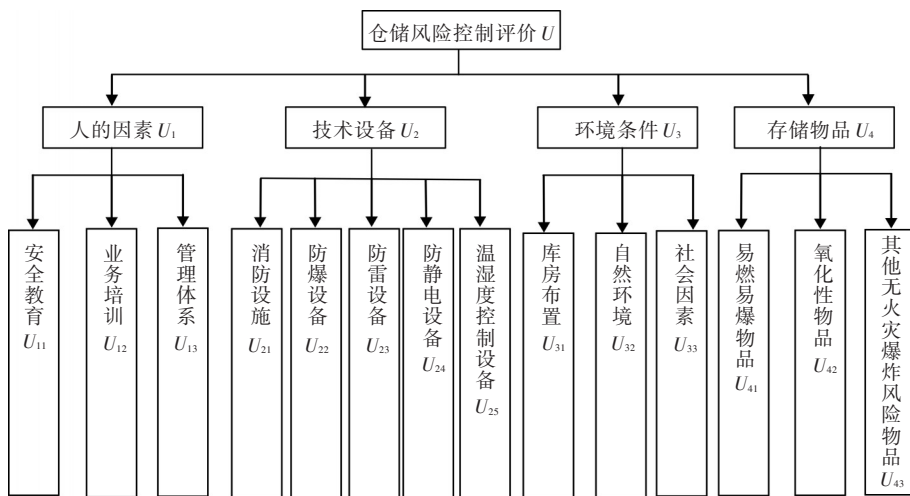 仓储风险控制评价 U
人的因素 U₁
技术设备 U₂
环境条件 U₃
存储物品 U₄
安全教育 U₁₁
业务培训 U₁₂
管理体系 U₁₃
消防设施 U₂₁
防爆设备 U₂₂
防雷设备 U₂₃
防静电设备 U₂₄
温湿度控制设备 U₂₅
库房布置 U₃₁
自然环境 U₃₂
社会因素 U₃₃
易燃易爆物品 U₄₁
氧化性物品 U₄₂
其他无火灾爆炸风险物品 U₄₃